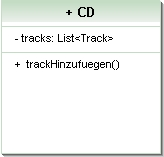 + CD
- tracks: List<Track>
+ trackHinzufuegen()